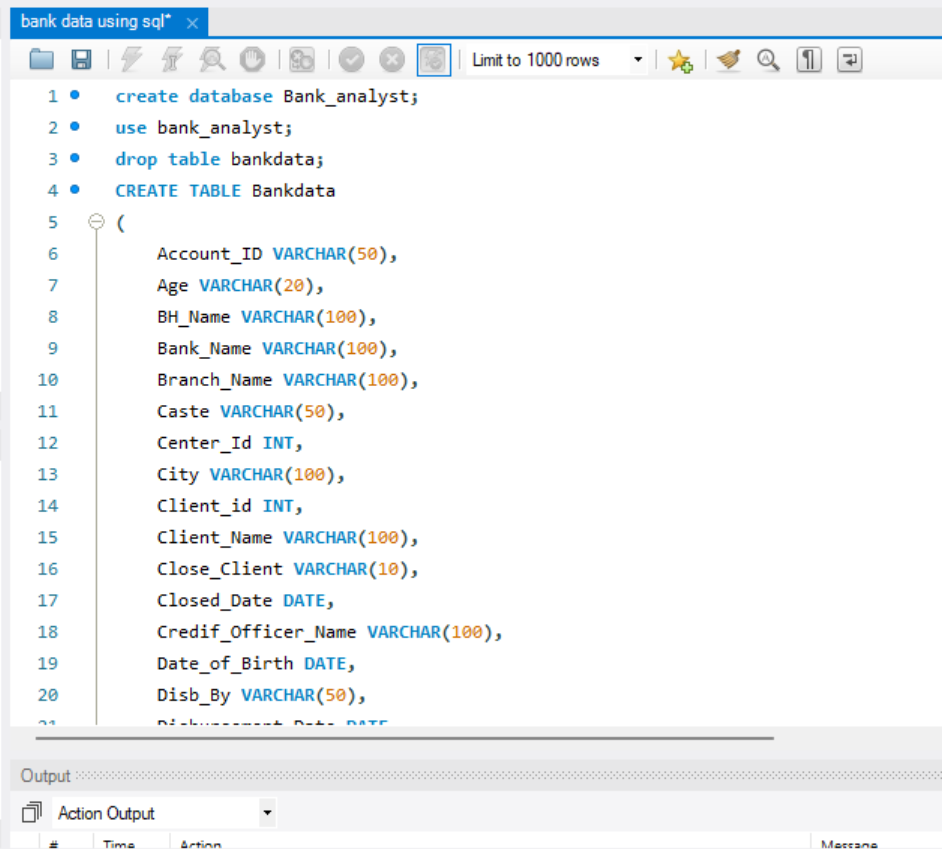 bank data using sql* ×
Limit to 1000 rows
1 create database Bank_analyst;
2 use bank_analyst;
3 drop table bankdata;
4 CREATE TABLE Bankdata
5 (
6 Account_ID VARCHAR(50),
7 Age VARCHAR(20),
8 BH_Name VARCHAR(100),
9 Bank_Name VARCHAR(100),
10 Branch_Name VARCHAR(100),
11 Caste VARCHAR(50),
12 Center_Id INT,
13 City VARCHAR(100),
14 Client_id INT,
15 Client_Name VARCHAR(100),
16 Close_Client VARCHAR(10),
17 Closed_Date DATE,
18 Credif_Officer_Name VARCHAR(100),
19 Date_of_Birth DATE,
20 Disb_By VARCHAR(50),
21 Disbursement_Date DATE
Output
Action Output
# Time Action Message